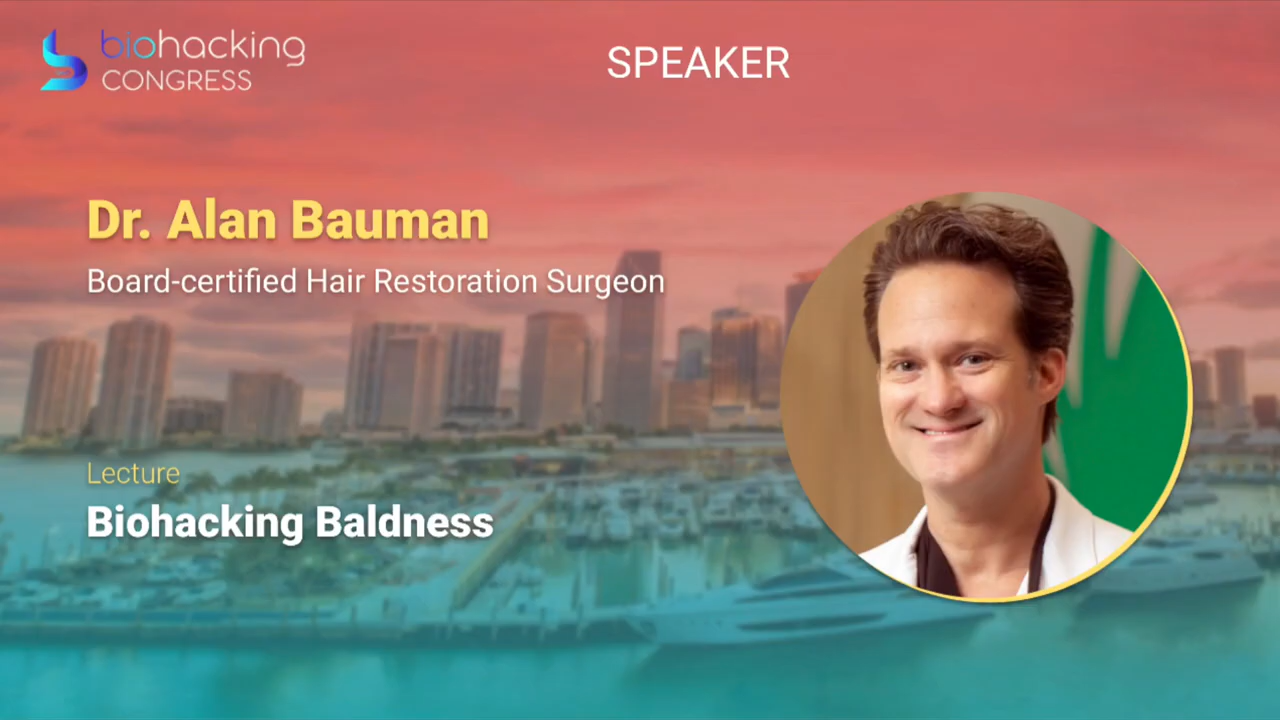 biohacking
CONGRESS
SPEAKER
Dr. Alan Bauman
Board-certified Hair Restoration Surgeon
Lecture
Biohacking Baldness